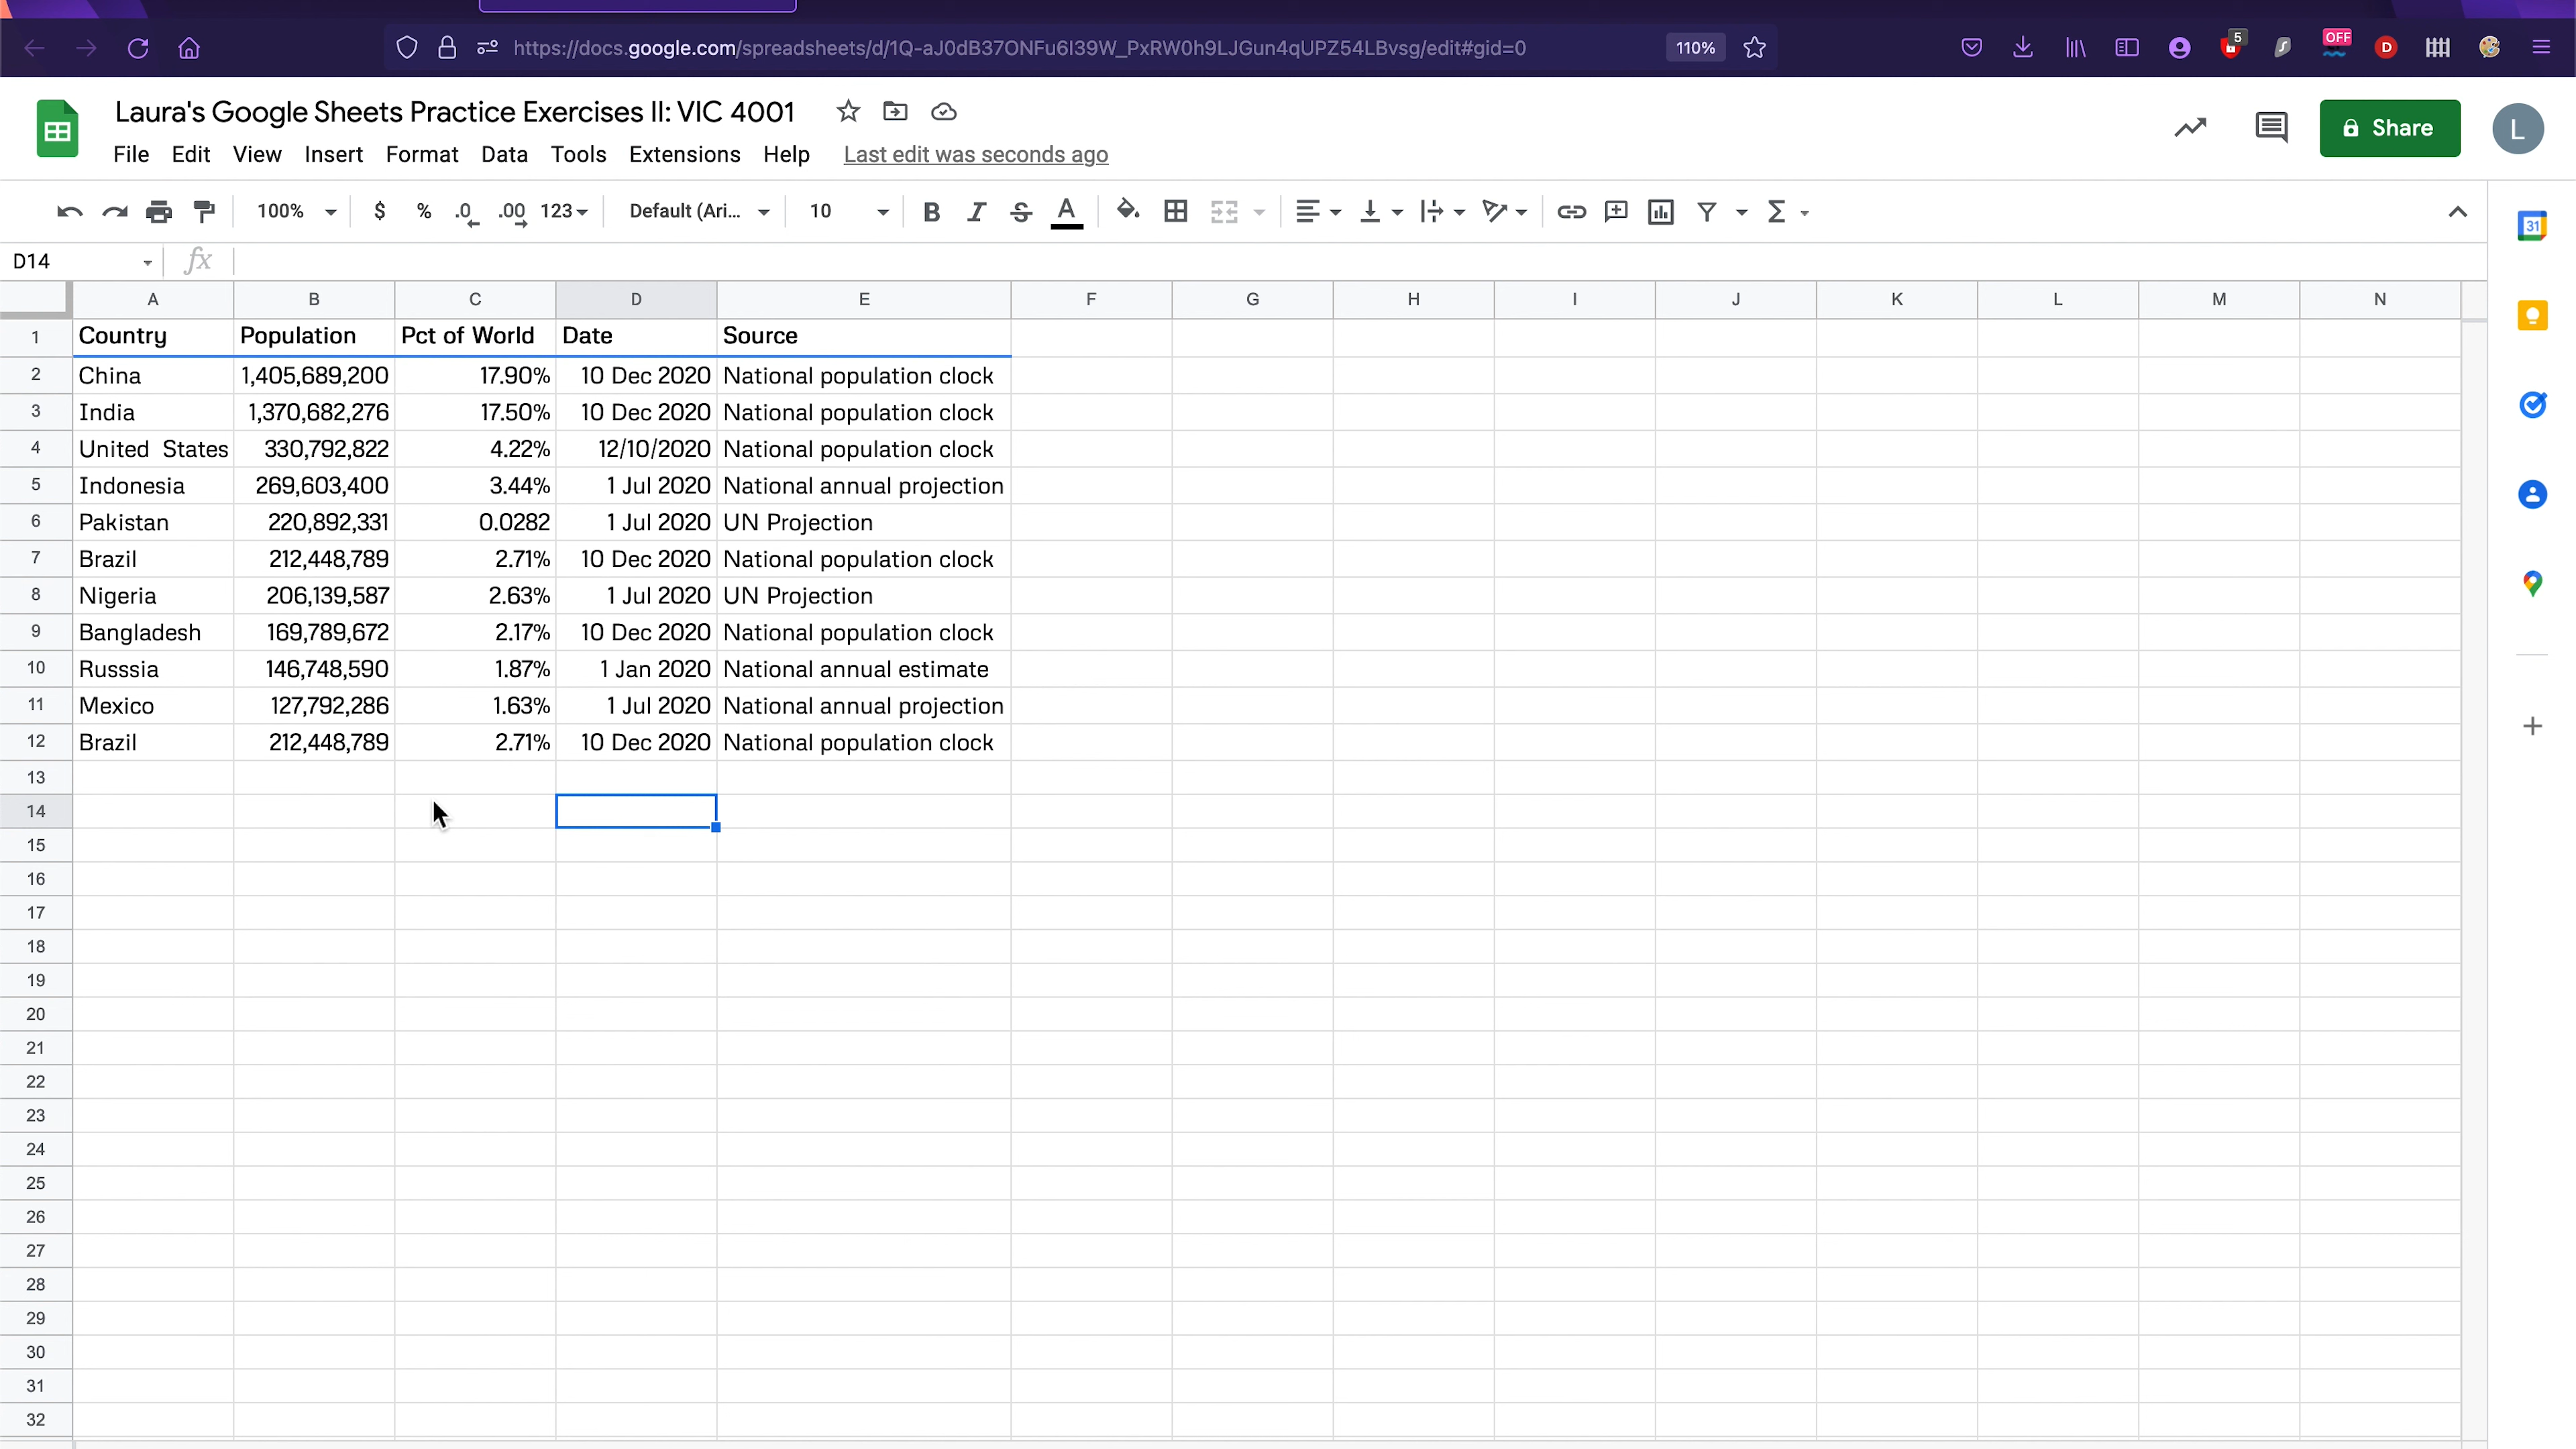 https://docs.google.com/spreadsheets/d/1Q-aJ0dB37ONFu6I39W_PxRW0h9LJGun4qUPZ54LBvsg/edit#gid=0 110% 5 OFF D
Laura's Google Sheets Practice Exercises II: VIC 4001
Share L
File Edit View Insert Format Data Tools Extensions Help Last edit was seconds ago
100% $ % .0 .00 123 Default (Ari... 10 B I S A Σ
31
D14 fx
A B C D E F G H I J K L M N
1 Country Population Pct of World Date Source
2 China 1,405,689,200 17.90% 10 Dec 2020 National population clock
3 India 1,370,682,276 17.50% 10 Dec 2020 National population clock
4 United  States 330,792,822 4.22% 12/10/2020 National population clock
5 Indonesia 269,603,400 3.44% 1 Jul 2020 National annual projection
6 Pakistan 220,892,331 0.0282 1 Jul 2020 UN Projection
7 Brazil 212,448,789 2.71% 10 Dec 2020 National population clock
8 Nigeria 206,139,587 2.63% 1 Jul 2020 UN Projection
9 Bangladesh 169,789,672 2.17% 10 Dec 2020 National population clock
10 Russsia 146,748,590 1.87% 1 Jan 2020 National annual estimate
11 Mexico 127,792,286 1.63% 1 Jul 2020 National annual projection
12 Brazil 212,448,789 2.71% 10 Dec 2020 National population clock
13
14
15
16
17
18
19
20
21
22
23
24
25
26
27
28
29
30
31
32